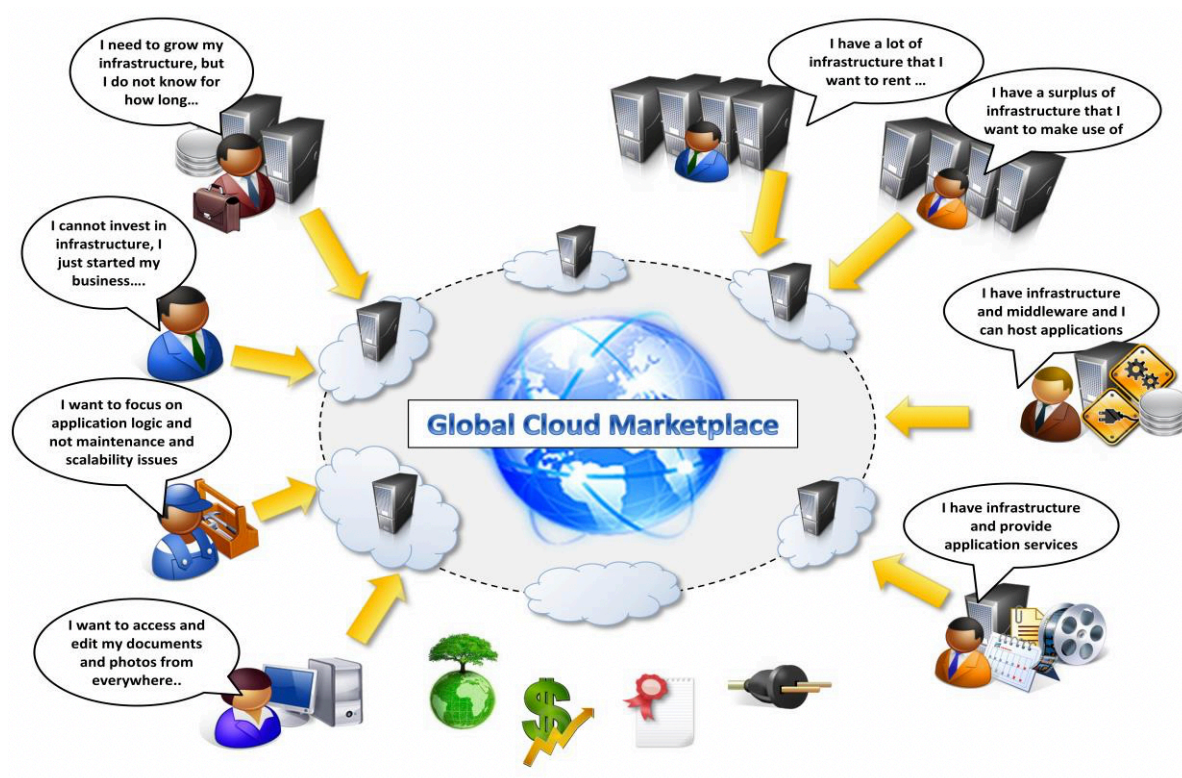 I need to grow my
infrastructure, but
I do not know for
how long…
I have a lot of
infrastructure that I
want to rent …
I have a surplus of
infrastructure that I
want to make use of
I cannot invest in
infrastructure, I
just started my
business….
I have infrastructure
and middleware and I
can host applications
Global Cloud Marketplace
I want to focus on
application logic and
not maintenance and
scalability issues
I have infrastructure
and provide
application services
I want to access and
edit my documents
and photos from
everywhere..